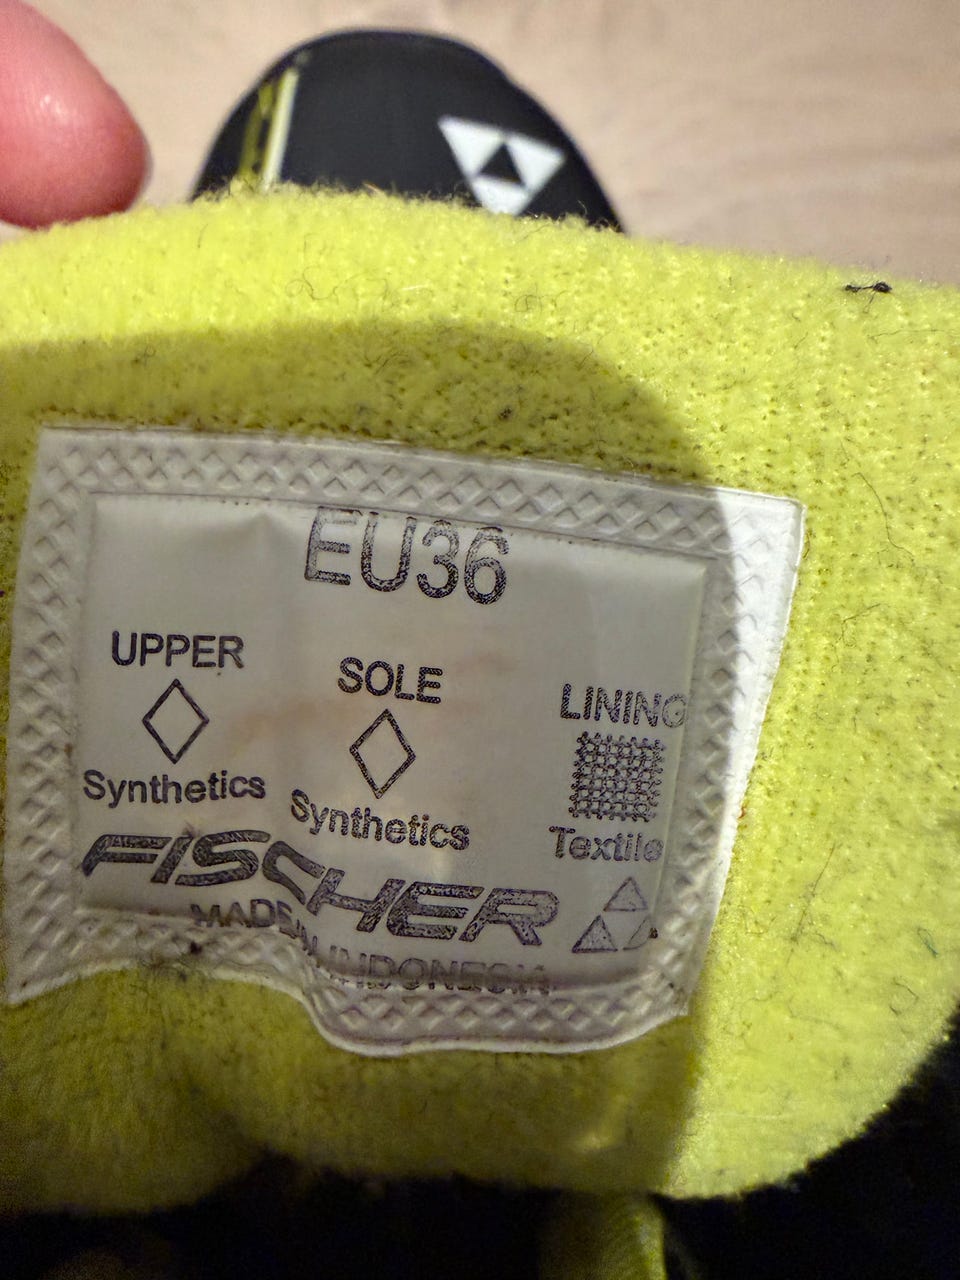 EU36
UPPER
SOLE
LINING
Synthetics
Synthetics
Textile
FISCHER
MADE IN INDONESIA